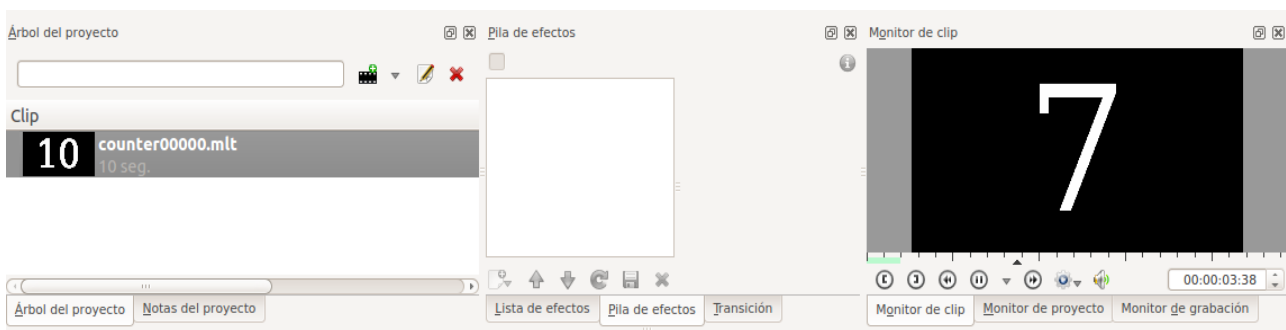 Árbol del proyecto
Clip
10
counter00000.mlt
10 seg.
Árbol del proyecto
Notas del proyecto
Pila de efectos
Lista de efectos
Pila de efectos
Transición
Monitor de clip
7
00:00:03:38
Monitor de clip
Monitor de proyecto
Monitor de grabación